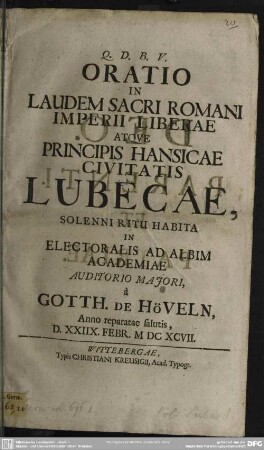 Q. D. B. V.
ORATIO
IN
LAUDEM SACRI ROMANI
IMPERII LIBERAE
ATQVE
PRINCIPIS HANSICAE
CIVITATIS
LUBECAE,
SOLENNI RITU HABITA
IN
ELECTORALIS AD ALBIM
ACADEMIAE
AUDITORIO MAJORI,
à
GOTTH. DE HöVELN,
Anno reparatae salutis,
D. XXIIX. FEBR. M DC XCVII.
WITTEBERGAE,
Typis CHRISTIANI KREUSIGII, Acad. Typogr.